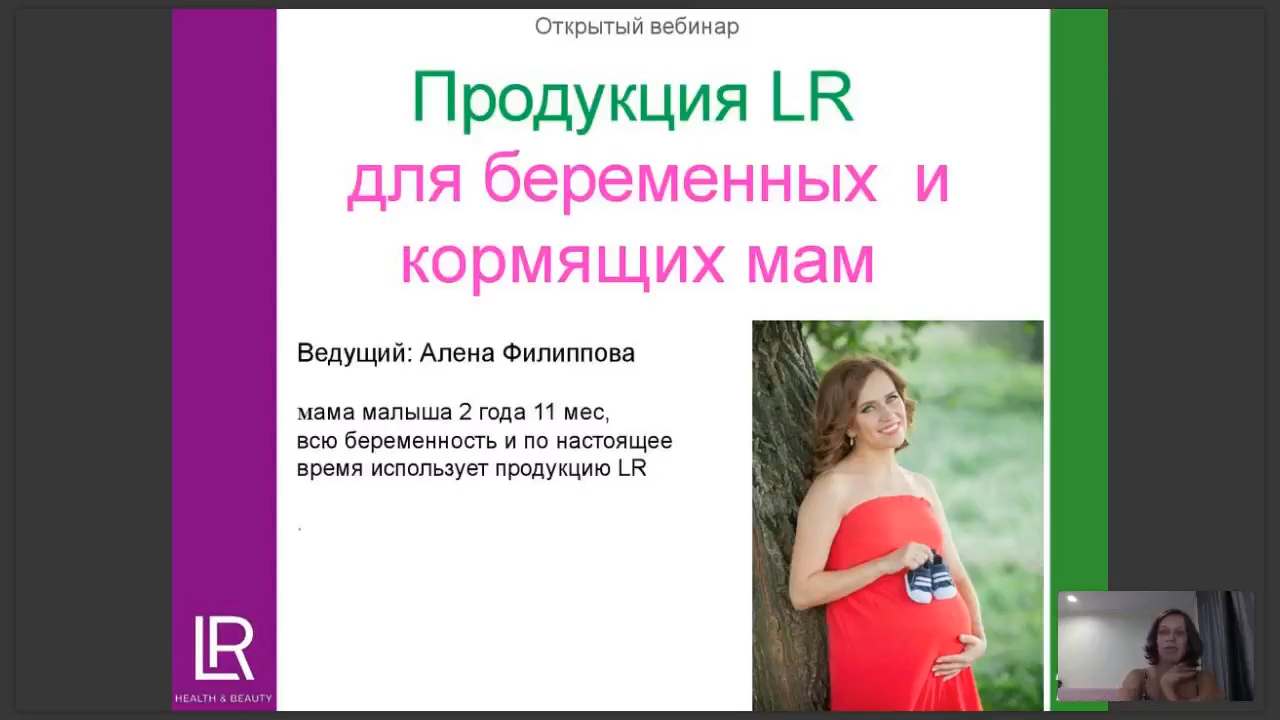 Открытый вебинар
Продукция LR
для беременных и
кормящих мам
Ведущий: Алена Филиппова
мама малыша 2 года 11 мес,
всю беременность и по настоящее
время использует продукцию LR
.
LR
HEALTH & BEAUTY